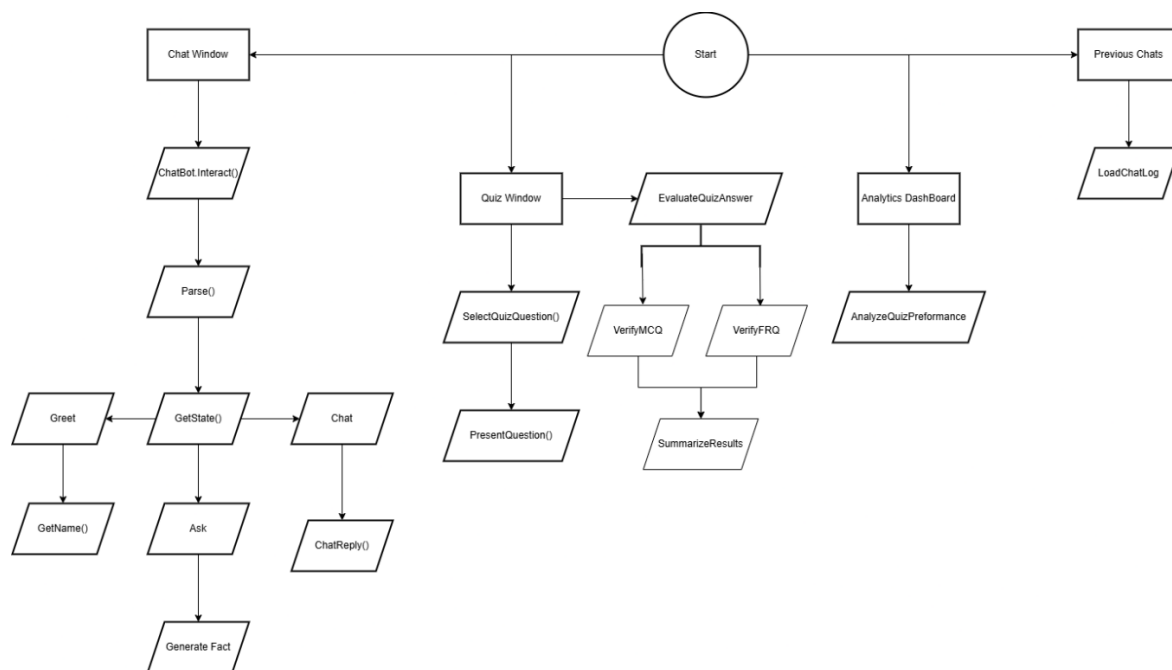 Chat Window
Start
Previous Chats
ChatBot.Interact()
LoadChatLog
Quiz Window
EvaluateQuizAnswer
Analytics DashBoard
Parse()
SelectQuizQuestion()
VerifyMCQ
VerifyFRQ
AnalyzeQuizPreformance
Greet
GetState()
Chat
PresentQuestion()
SummarizeResults
GetName()
Ask
ChatReply()
Generate Fact